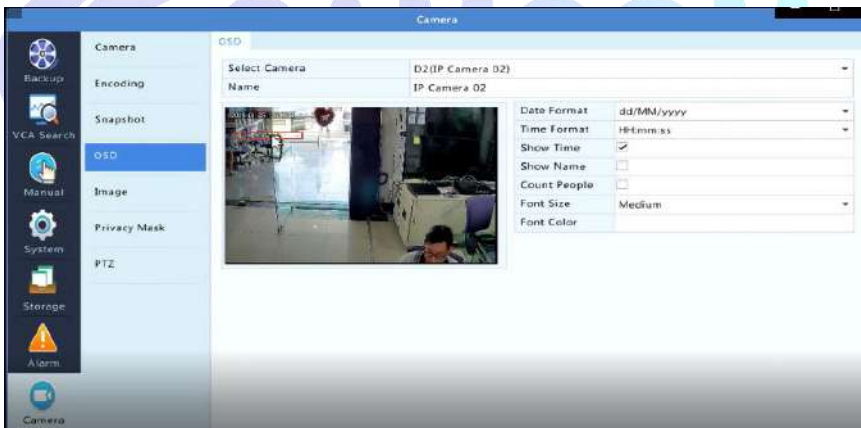 Camera
Backup
VCA Search
Manual
System
Storage
Alarm
Camera
Camera
Encoding
Snapshot
OSD
Image
Privacy Mask
PTZ
OSD
Select Camera D2(IP Camera 02)
Name IP Camera 02
Date Format dd/MM/yyyy
Time Format HH:mm:ss
Show Time
Show Name
Count People
Font Size Medium
Font Color